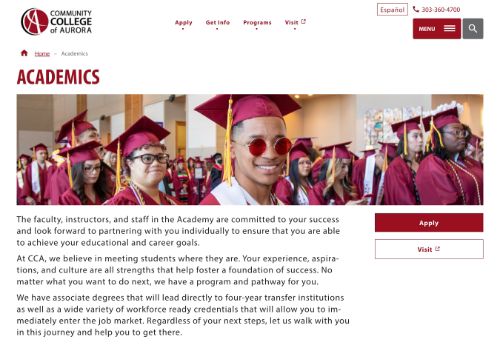 COMMUNITY
COLLEGE
of AURORA
Español
303-360-4700
Apply
Get Info
Programs
Visit
MENU
Home – Academics
ACADEMICS
The faculty, instructors, and staff in the Academy are committed to your success
and look forward to partnering with you individually to ensure that you are able
to achieve your educational and career goals.
At CCA, we believe in meeting students where they are. Your experience, aspira-
tions, and culture are all strengths that help foster a foundation of success. No
matter what you want to do next, we have a program and pathway for you.
We have associate degrees that will lead directly to four-year transfer institutions
as well as a wide variety of workforce ready credentials that will allow you to im-
mediately enter the job market. Regardless of your next steps, let us walk with you
in this journey and help you to get there.
Apply
Visit